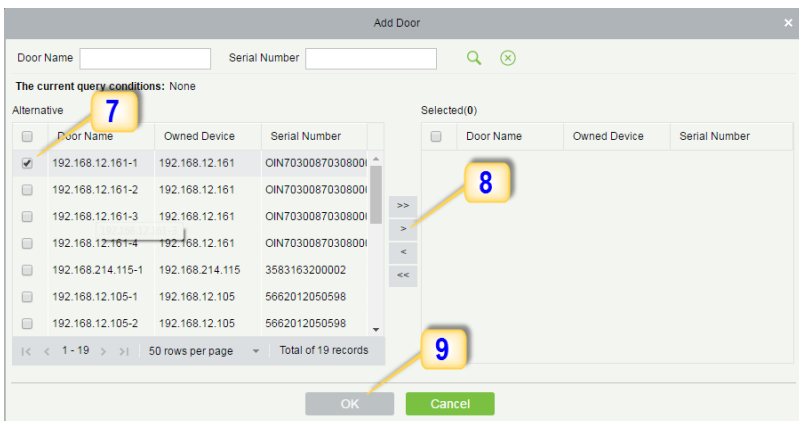 Add Door
×
Door Name Serial Number
The current query conditions: None
Alternative
Selected(0)
7
Door Name Owned Device Serial Number
Door Name Owned Device Serial Number
192.168.12.161-1 192.168.12.161 OIN70300870308000
192.168.12.161-2 192.168.12.161 OIN70300870308000
8
192.168.12.161-3 192.168.12.161 OIN70300870308000
>>
>
192.168.12.161-4 192.168.12.161 OIN70300870308000
<
192.168.214.115-1 192.168.214.115 3583163200002
<<
192.168.12.105-1 192.168.12.105 5662012050598
192.168.12.105-2 192.168.12.105 5662012050598
|< < 1 - 19 > >| 50 rows per page Total of 19 records
9
OK Cancel